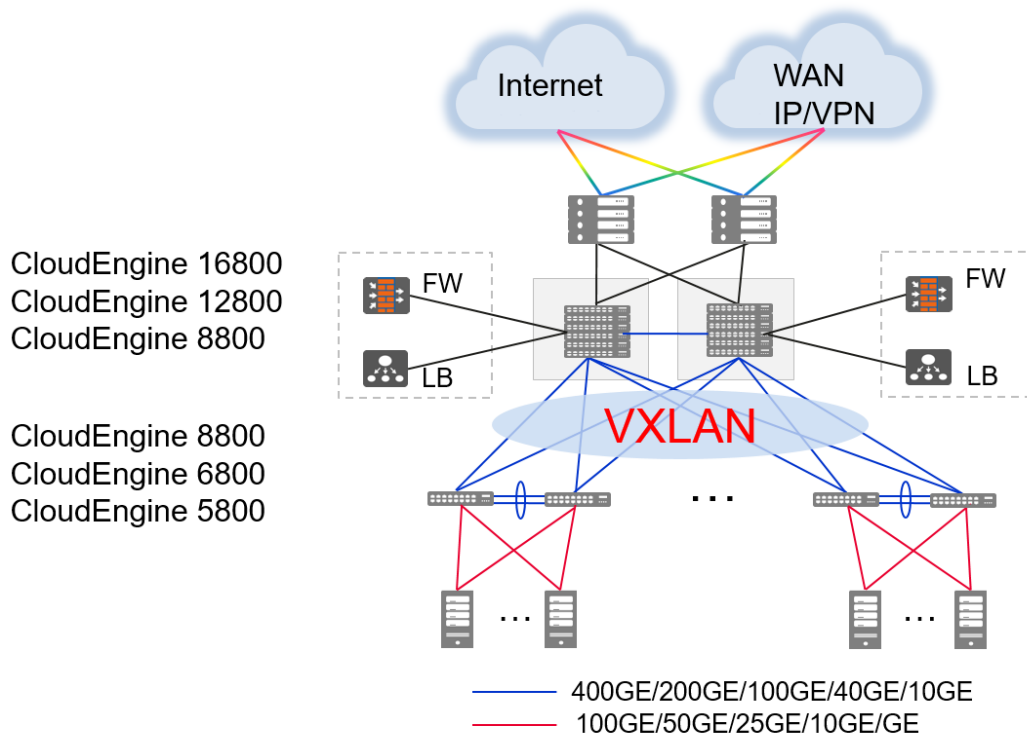 Internet
WAN
IP/VPN
CloudEngine 16800
CloudEngine 12800
CloudEngine 8800
FW
LB
FW
LB
VXLAN
CloudEngine 8800
CloudEngine 6800
CloudEngine 5800
...
...
...
400GE/200GE/100GE/40GE/10GE
100GE/50GE/25GE/10GE/GE